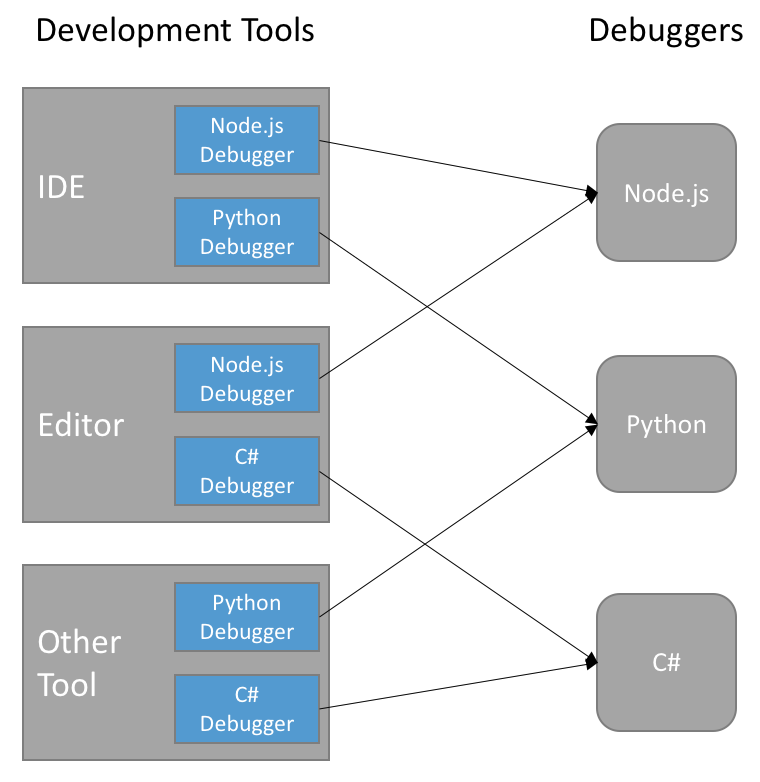 Development Tools
Debuggers
IDE
Node.js
Debugger
Python
Debugger
Editor
Node.js
Debugger
C#
Debugger
Other
Tool
Python
Debugger
C#
Debugger
Node.js
Python
C#